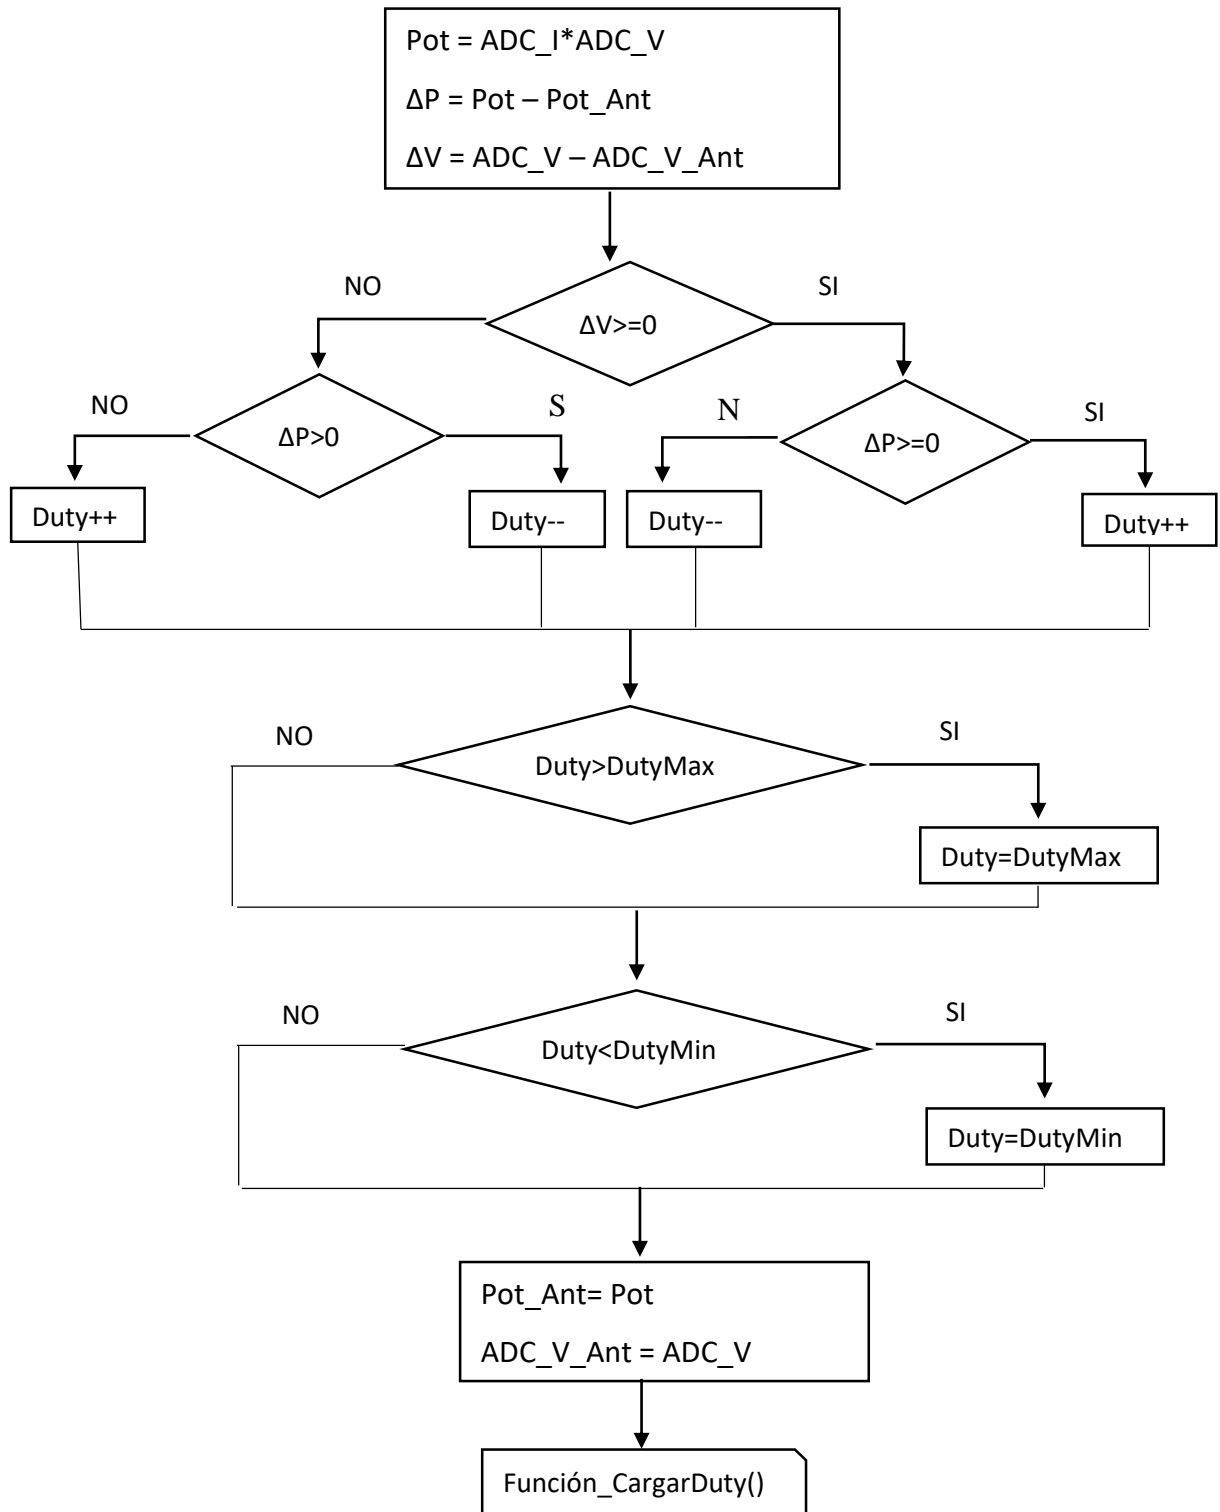 Pot = ADC_I*ADC_V
ΔP = Pot – Pot_Ant
ΔV = ADC_V – ADC_V_Ant
NO
SI
ΔV>=0
NO
S
N
SI
ΔP>0
ΔP>=0
Duty++
Duty--
Duty--
Duty++
NO
SI
Duty>DutyMax
Duty=DutyMax
NO
SI
Duty<DutyMin
Duty=DutyMin
Pot_Ant= Pot
ADC_V_Ant = ADC_V
Función_CargarDuty()